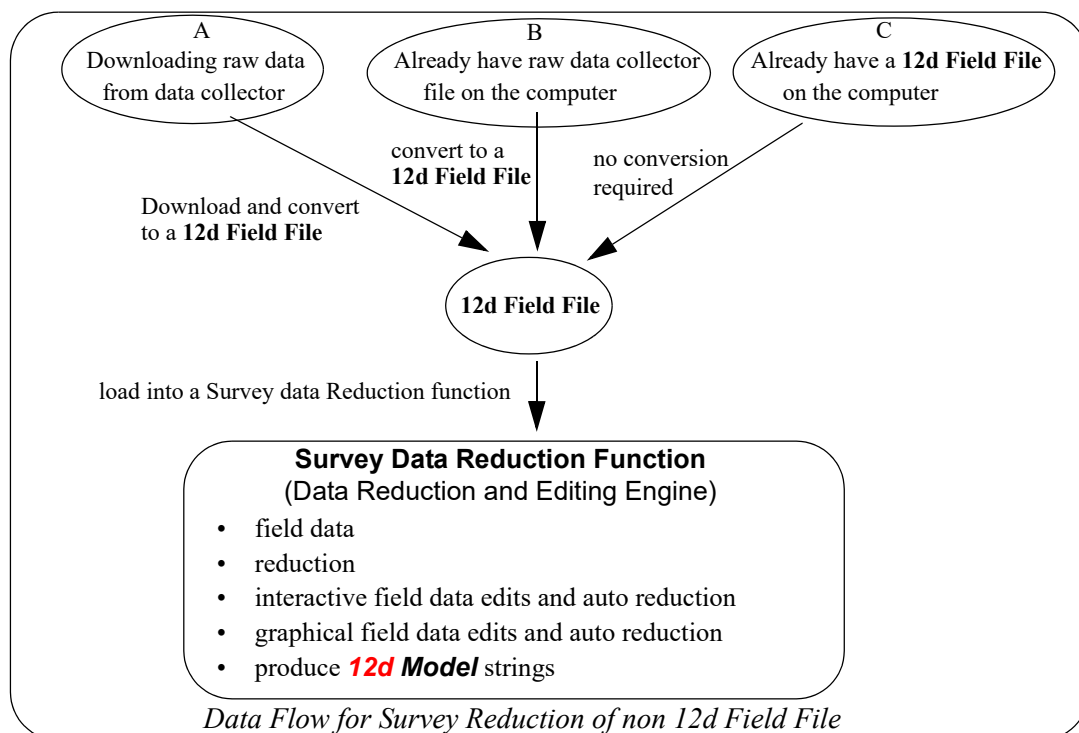 A
Downloading raw data
from data collector
B
Already have raw data collector
file on the computer
C
Already have a 12d Field File
on the computer
Download and convert
to a 12d Field File
convert to a
12d Field File
no conversion
required
12d Field File
load into a Survey data Reduction function
Survey Data Reduction Function
(Data Reduction and Editing Engine)
• field data
• reduction
• interactive field data edits and auto reduction
• graphical field data edits and auto reduction
• produce 12d Model strings
Data Flow for Survey Reduction of non 12d Field File